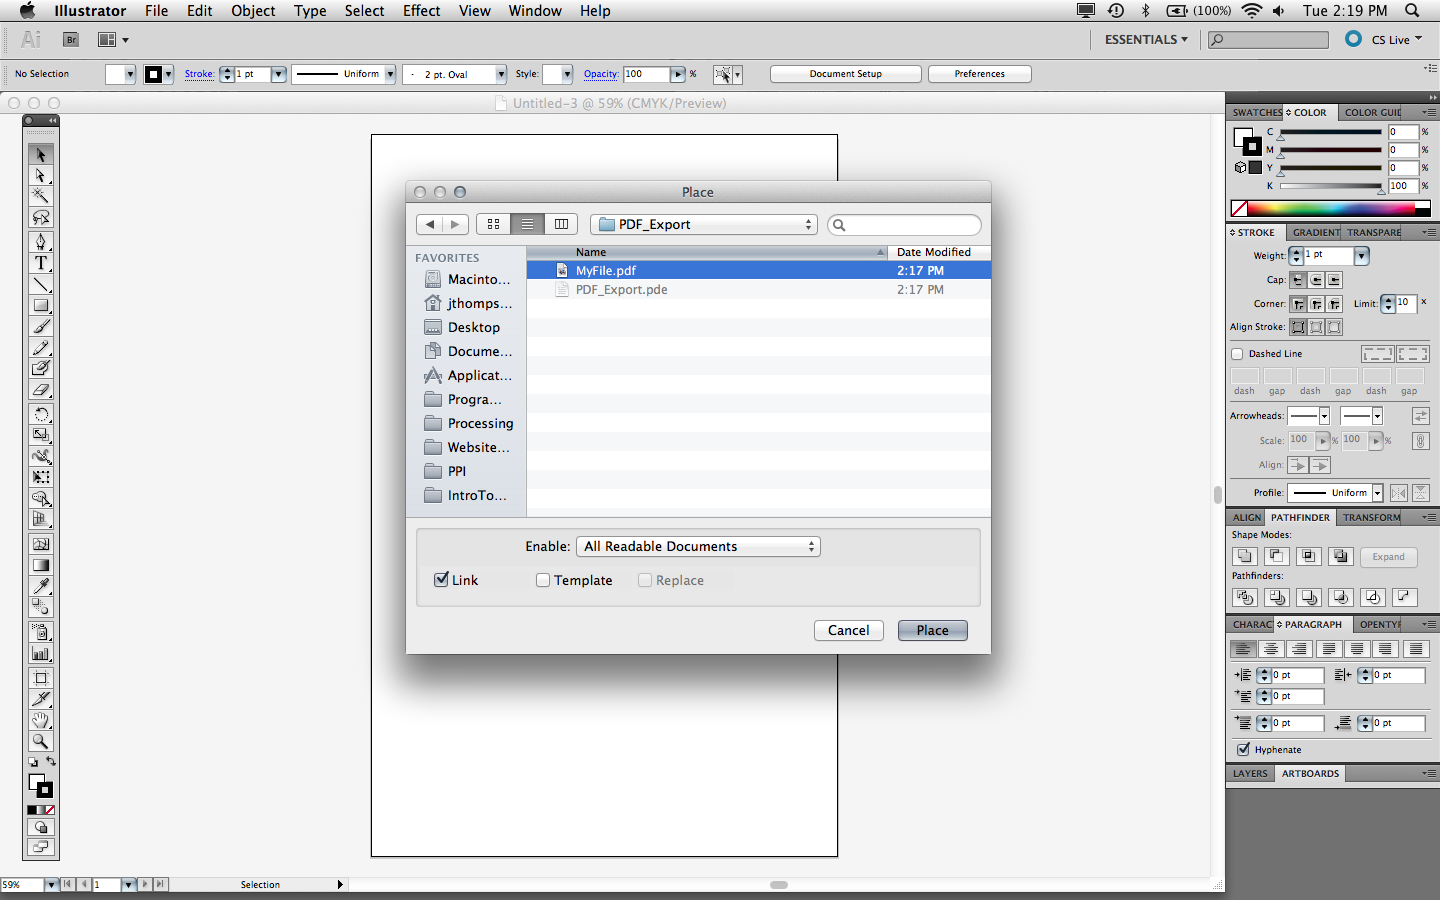 Illustrator File Edit Object Type Select Effect View Window Help (100%) Tue 2:19 PM
Ai Br ESSENTIALS CS Live
No Selection Stroke: 1 pt Uniform 2 pt. Oval Style: Opacity: 100 % Document Setup Preferences
Untitled-3 @ 59% (CMYK/Preview)
Place
PDF_Export
FAVORITES
Macinto...
jthomps...
Desktop
Docume...
Applicat...
Progra...
Processing
Website...
PPI
IntroTo...
Name Date Modified
MyFile.pdf 2:17 PM
PDF_Export.pde 2:17 PM
Enable: All Readable Documents
Link Template Replace
Cancel Place
SWATCHES COLOR COLOR GUID
C 0 %
M 0 %
Y 0 %
K 100 %
STROKE GRADIENT TRANSPARE
Weight: 1 pt
Cap:
Corner: Limit: 10 x
Align Stroke:
Dashed Line
dash gap dash gap dash gap
Arrowheads:
Scale: 100 % 100 %
Align:
Profile: Uniform
ALIGN PATHFINDER TRANSFORM
Shape Modes:
Expand
Pathfinders:
CHARAC PARAGRAPH OPENTYP
0 pt 0 pt
0 pt
0 pt 0 pt
Hyphenate
LAYERS ARTBOARDS
59% 1 Selection